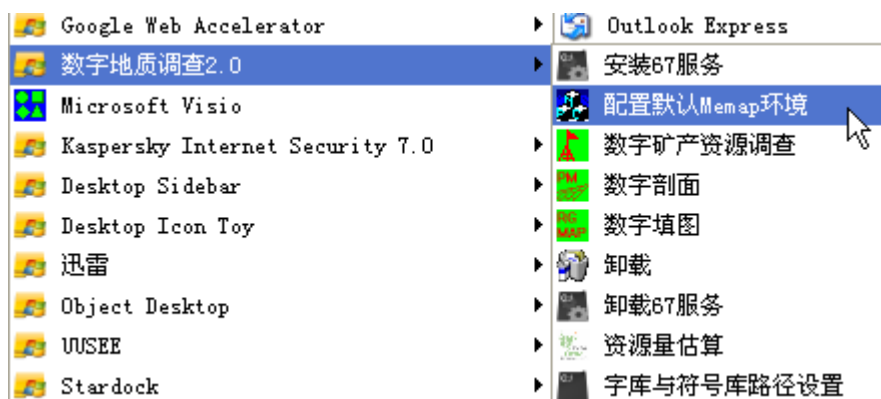 Google Web Accelerator
数字地质调查2.0
Microsoft Visio
Kaspersky Internet Security 7.0
Desktop Sidebar
Desktop Icon Toy
迅雷
Object Desktop
UUSEE
Stardock
Outlook Express
安装67服务
配置默认Memap环境
数字矿产资源调查
PM
数字剖面
RG
MAP
数字填图
卸载
卸载67服务
资源量估算
字库与符号库路径设置